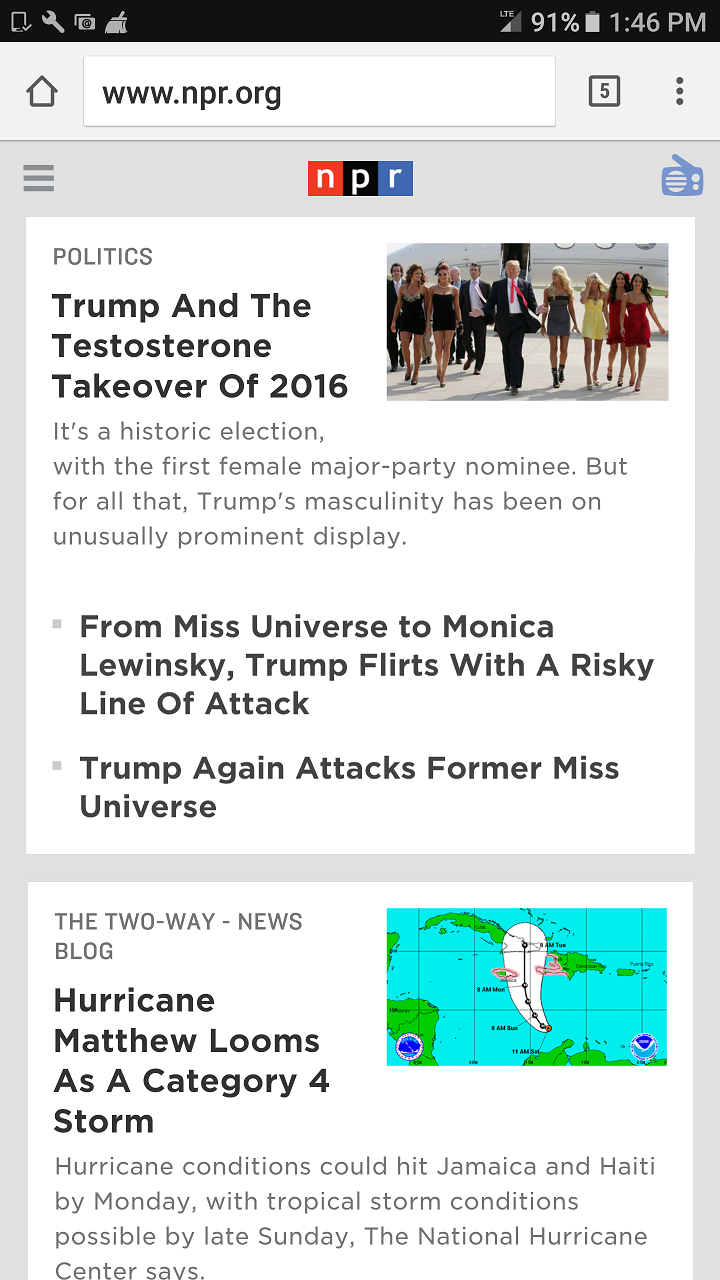 LTE 91% 1:46 PM
www.npr.org
5
npr
POLITICS
Trump And The
Testosterone
Takeover Of 2016
It's a historic election,
with the first female major-party nominee. But
for all that, Trump's masculinity has been on
unusually prominent display.
From Miss Universe to Monica
Lewinsky, Trump Flirts With A Risky
Line Of Attack
Trump Again Attacks Former Miss
Universe
THE TWO-WAY - NEWS
BLOG
Hurricane
Matthew Looms
As A Category 4
Storm
Cuba
8 AM Tue
Jamaica
Puerto Rico
8 AM Mon
8 AM Sun
11 AM Sat
Hurricane conditions could hit Jamaica and Haiti
by Monday, with tropical storm conditions
possible by late Sunday, The National Hurricane
Center says.